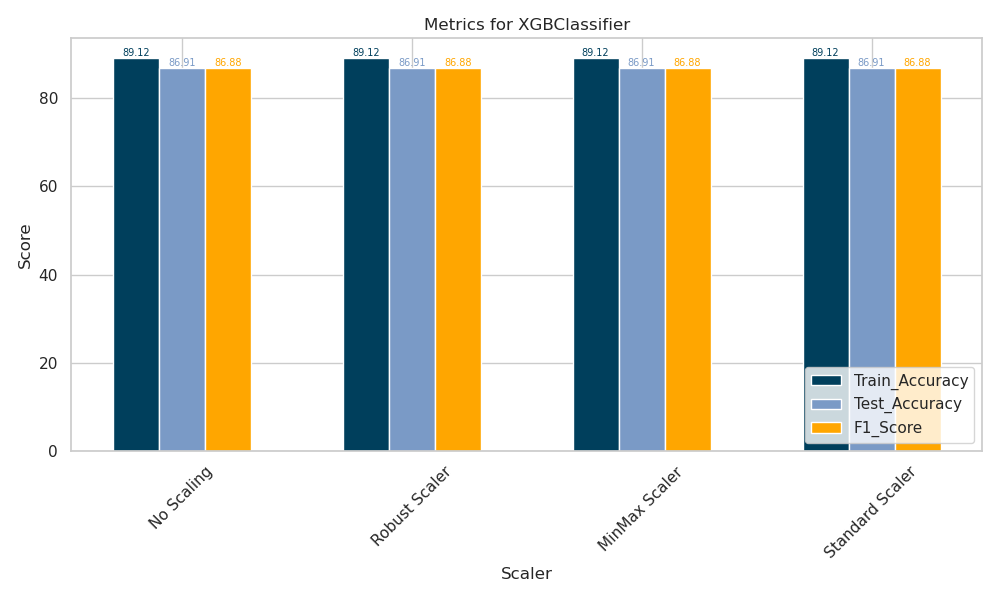 Metrics for XGBClassifier
89.12 86.91 86.88 89.12 86.91 86.88 89.12 86.91 86.88 89.12 86.91 86.88
80
60
40
20
0
Score
Train_Accuracy
Test_Accuracy
F1_Score
No Scaling
Robust Scaler
MinMax Scaler
Standard Scaler
Scaler